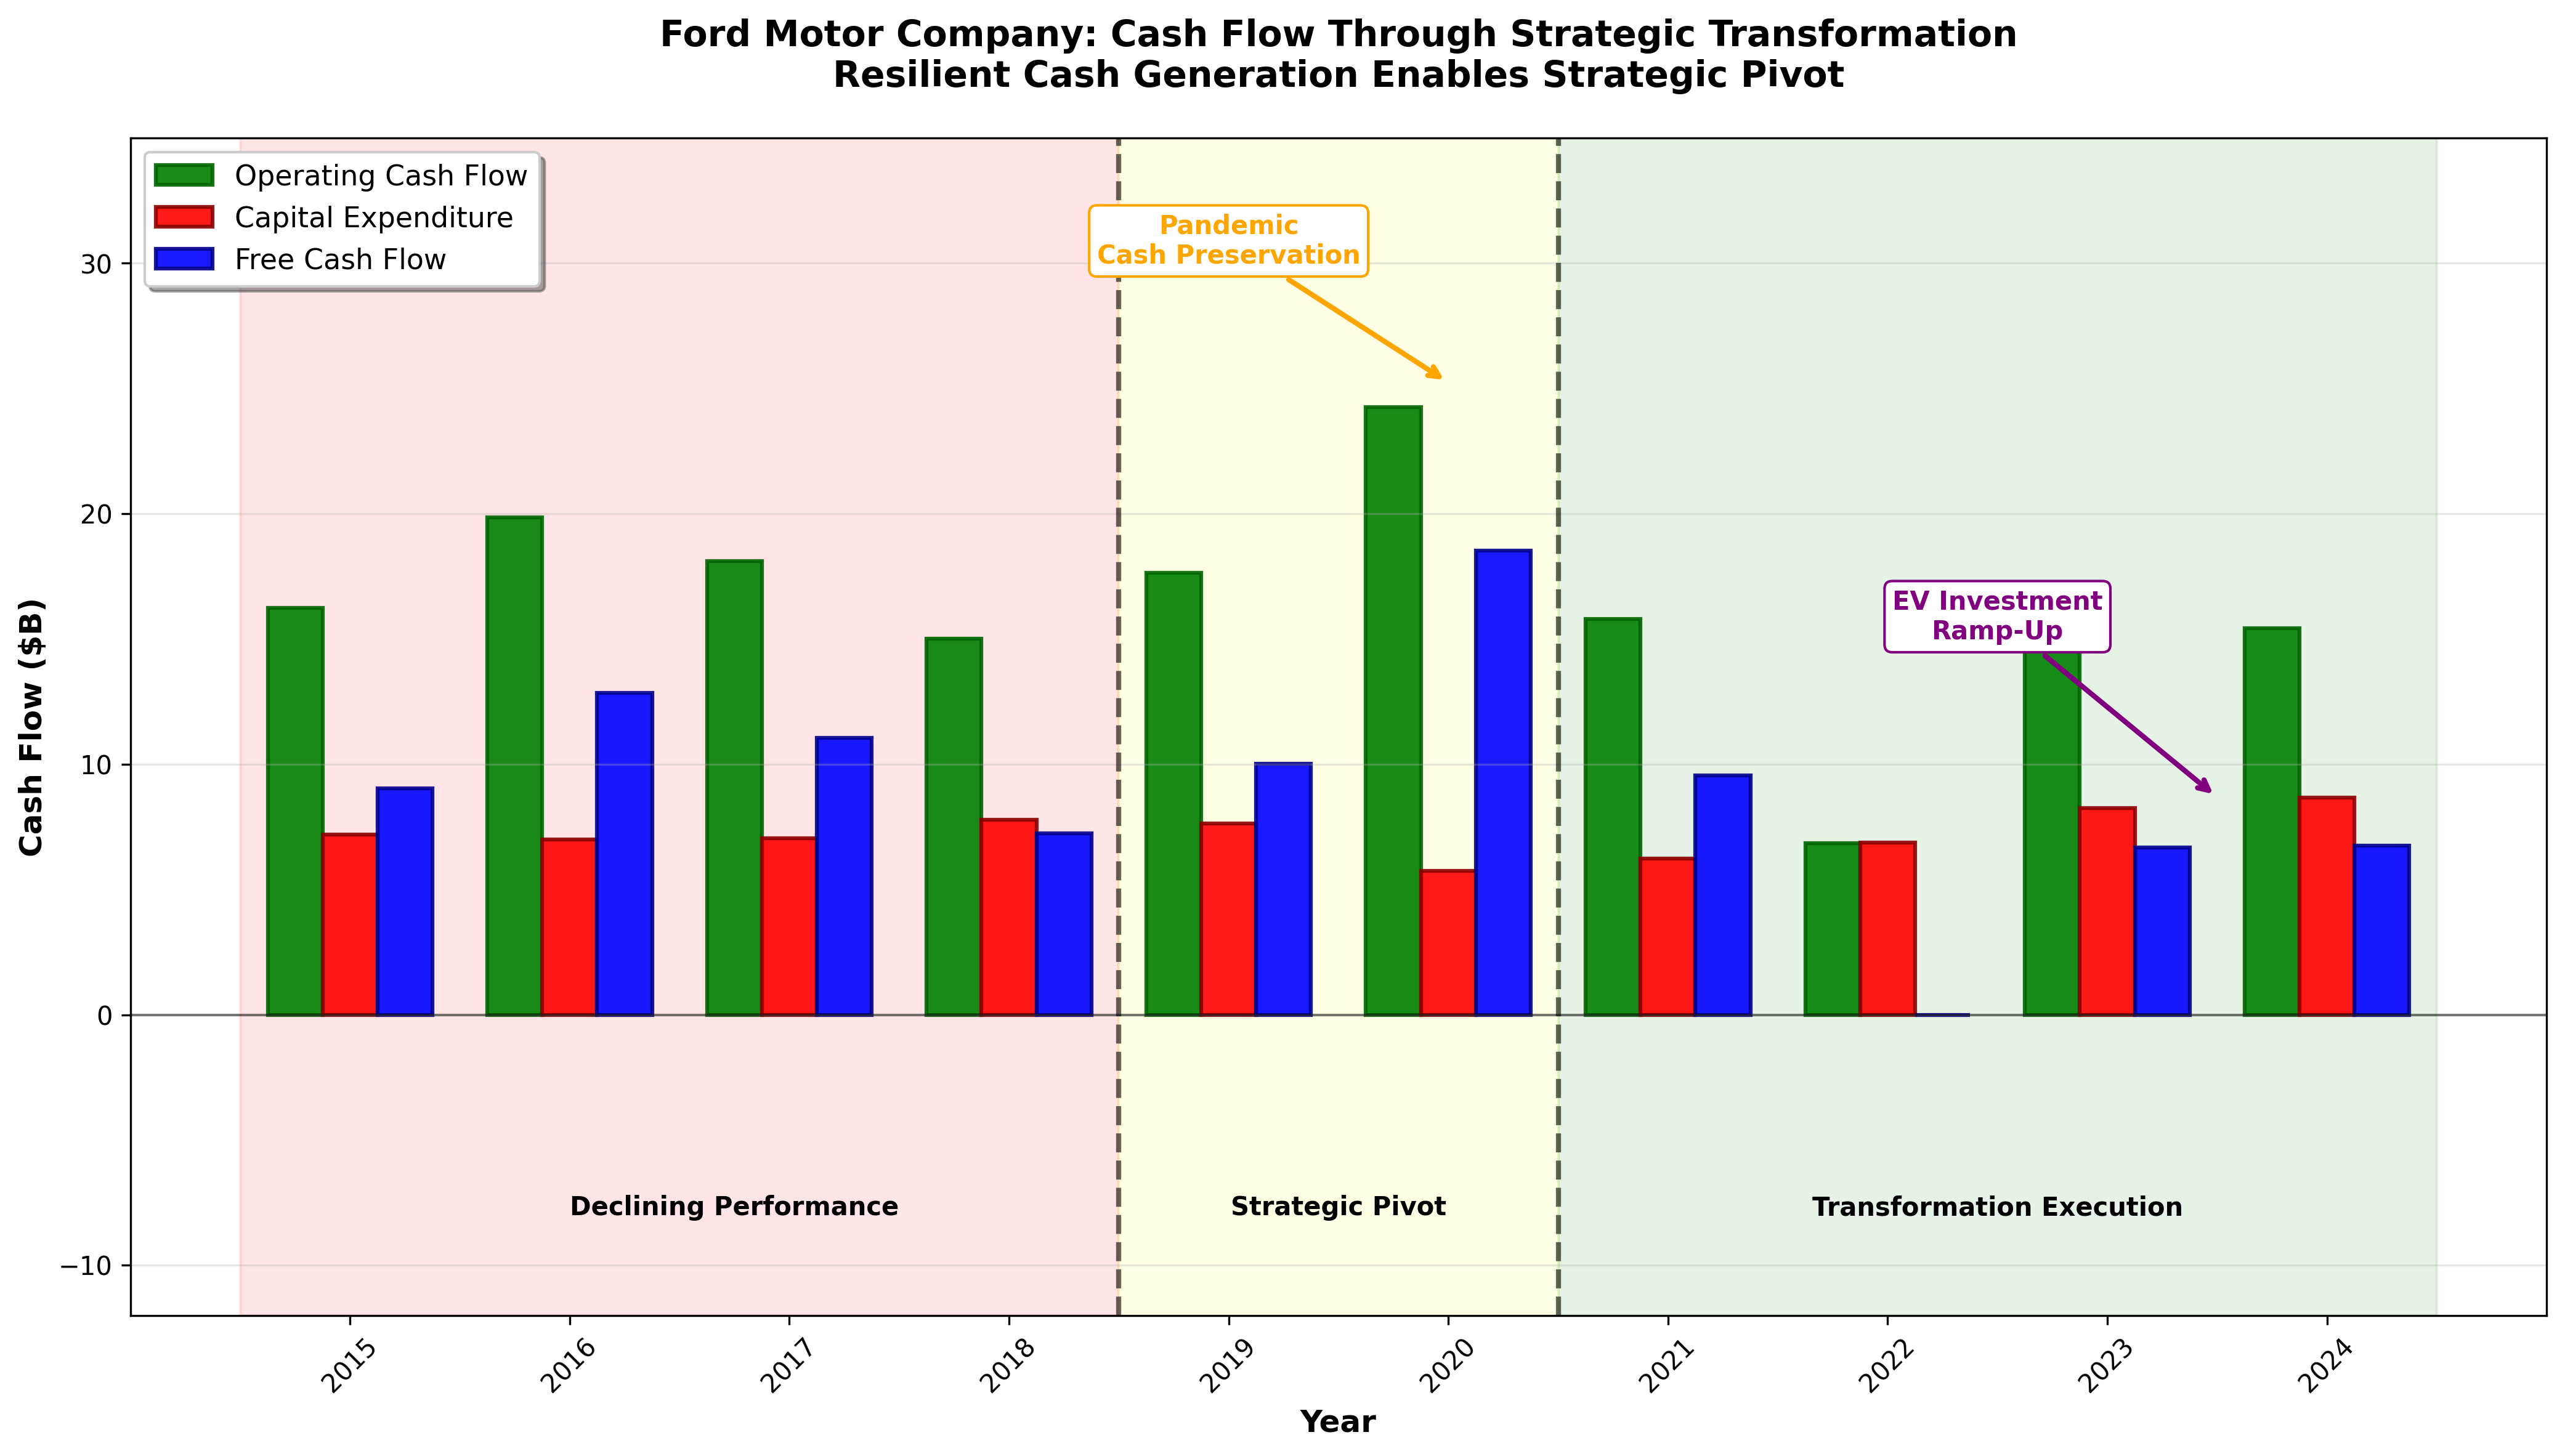 Ford Motor Company: Cash Flow Through Strategic Transformation
Resilient Cash Generation Enables Strategic Pivot
Operating Cash Flow
Capital Expenditure
Free Cash Flow
Pandemic
Cash Preservation
EV Investment
Ramp-Up
Declining Performance
Strategic Pivot
Transformation Execution
Cash Flow ($B)
30
20
10
0
−10
2015
2016
2017
2018
2019
2020
2021
2022
2023
2024
Year